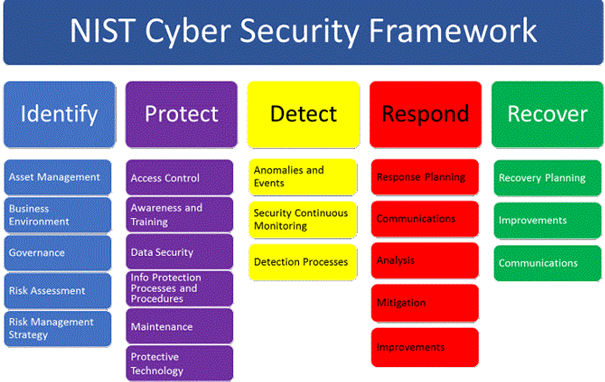 NIST Cyber Security Framework
Identify
Protect
Detect
Respond
Recover
Asset Management
Business
Environment
Governance
Risk Assessment
Risk Management
Strategy
Access Control
Awareness and
Training
Data Security
Info Protection
Processes and
Procedures
Maintenance
Protective
Technology
Anomalies and
Events
Security Continuous
Monitoring
Detection Processes
Response Planning
Communications
Analysis
Mitigation
Improvements
Recovery Planning
Improvements
Communications